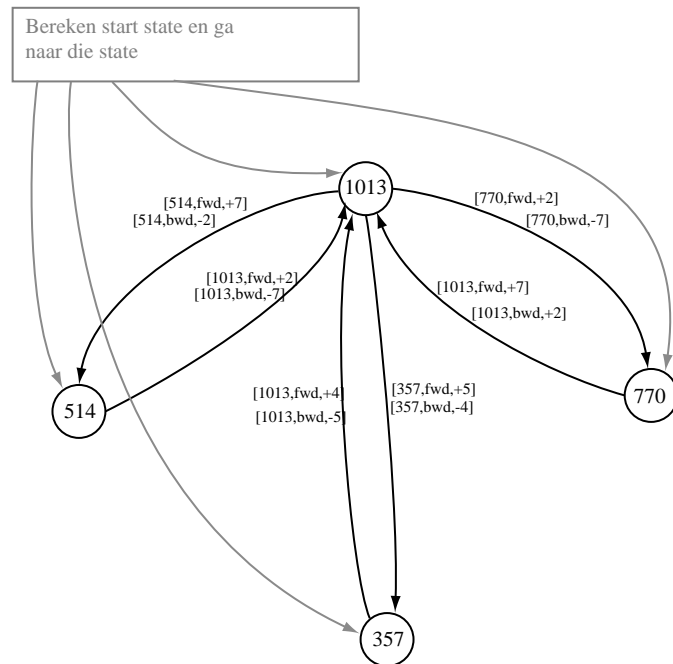 Bereken start state en ga
naar die state
1013
[514,fwd,+7]
[514,bwd,-2]
[770,fwd,+2]
[770,bwd,-7]
[1013,fwd,+2]
[1013,bwd,-7]
[1013,fwd,+7]
[1013,bwd,+2]
514
770
[1013,fwd,+4]
[1013,bwd,-5]
[357,fwd,+5]
[357,bwd,-4]
357